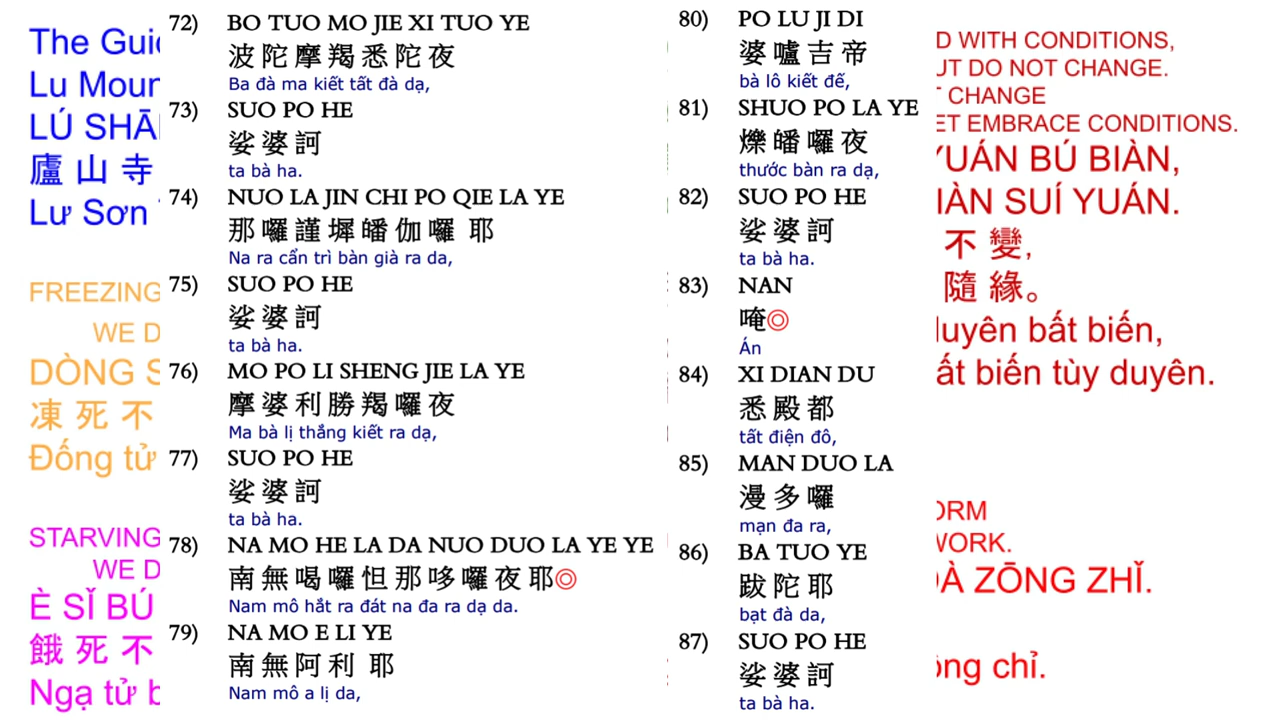 The Guid
Lu Moun
LÚ SHĀ
廬 山 寺
Lư Sơn
FREEZING
WE D
DÒNG S
凍 死 不
Đống tử
STARVING
WE D
È SǏ BÚ
餓 死 不
Ngạ tử b
72) BO TUO MO JIE XI TUO YE
波 陀 摩 羯 悉 陀 夜
Ba đà ma kiết tất đà dạ,
73) SUO PO HE
娑 婆 訶
ta bà ha.
74) NUO LA JIN CHI PO QIE LA YE
那 囉 謹 墀 皤 伽 囉 耶
Na ra cẩn trì bàn già ra da,
75) SUO PO HE
娑 婆 訶
ta bà ha.
76) MO PO LI SHENG JIE LA YE
摩 婆 利 勝 羯 囉 夜
Ma bà lị thắng kiết ra dạ,
77) SUO PO HE
娑 婆 訶
ta bà ha.
78) NA MO HE LA DA NUO DUO LA YE YE
南 無 喝 囉 怛 那 哆 囉 夜 耶◎
Nam mô hắt ra đát na đa ra dạ da.
79) NA MO E LI YE
南 無 阿 利 耶
Nam mô a lị da,
80) PO LU JI DI
婆 嚧 吉 帝
bà lô kiết đế,
81) SHUO PO LA YE
爍 皤 囉 夜
thước bàn ra dạ,
82) SUO PO HE
娑 婆 訶
ta bà ha.
83) NAN
唵◎
Án
84) XI DIAN DU
悉 殿 都
tất điện đô,
85) MAN DUO LA
漫 多 囉
mạn đa ra,
86) BA TUO YE
跋 陀 耶
bạt đà da,
87) SUO PO HE
娑 婆 訶
ta bà ha.
D WITH CONDITIONS,
UT DO NOT CHANGE.
T CHANGE
ET EMBRACE CONDITIONS.
YUÁN BÚ BIÀN,
IÀN SUÍ YUÁN.
不 變,
隨 緣。
duyên bất biến,
ất biến tùy duyên.
ORM
WORK.
DÀ ZŌNG ZHǏ.
ông chỉ.